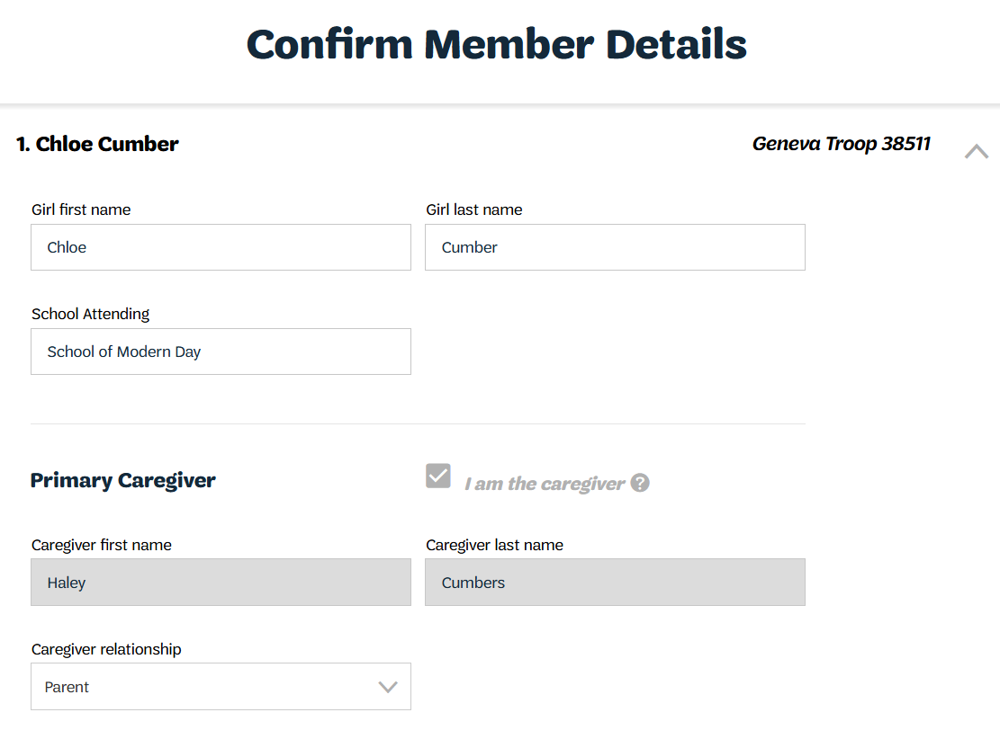 Confirm Member Details
1. Chloe Cumber Geneva Troop 38511
Girl first name Girl last name
Chloe Cumber
School Attending
School of Modern Day
Primary Caregiver I am the caregiver ?
Caregiver first name Caregiver last name
Haley Cumbers
Caregiver relationship
Parent